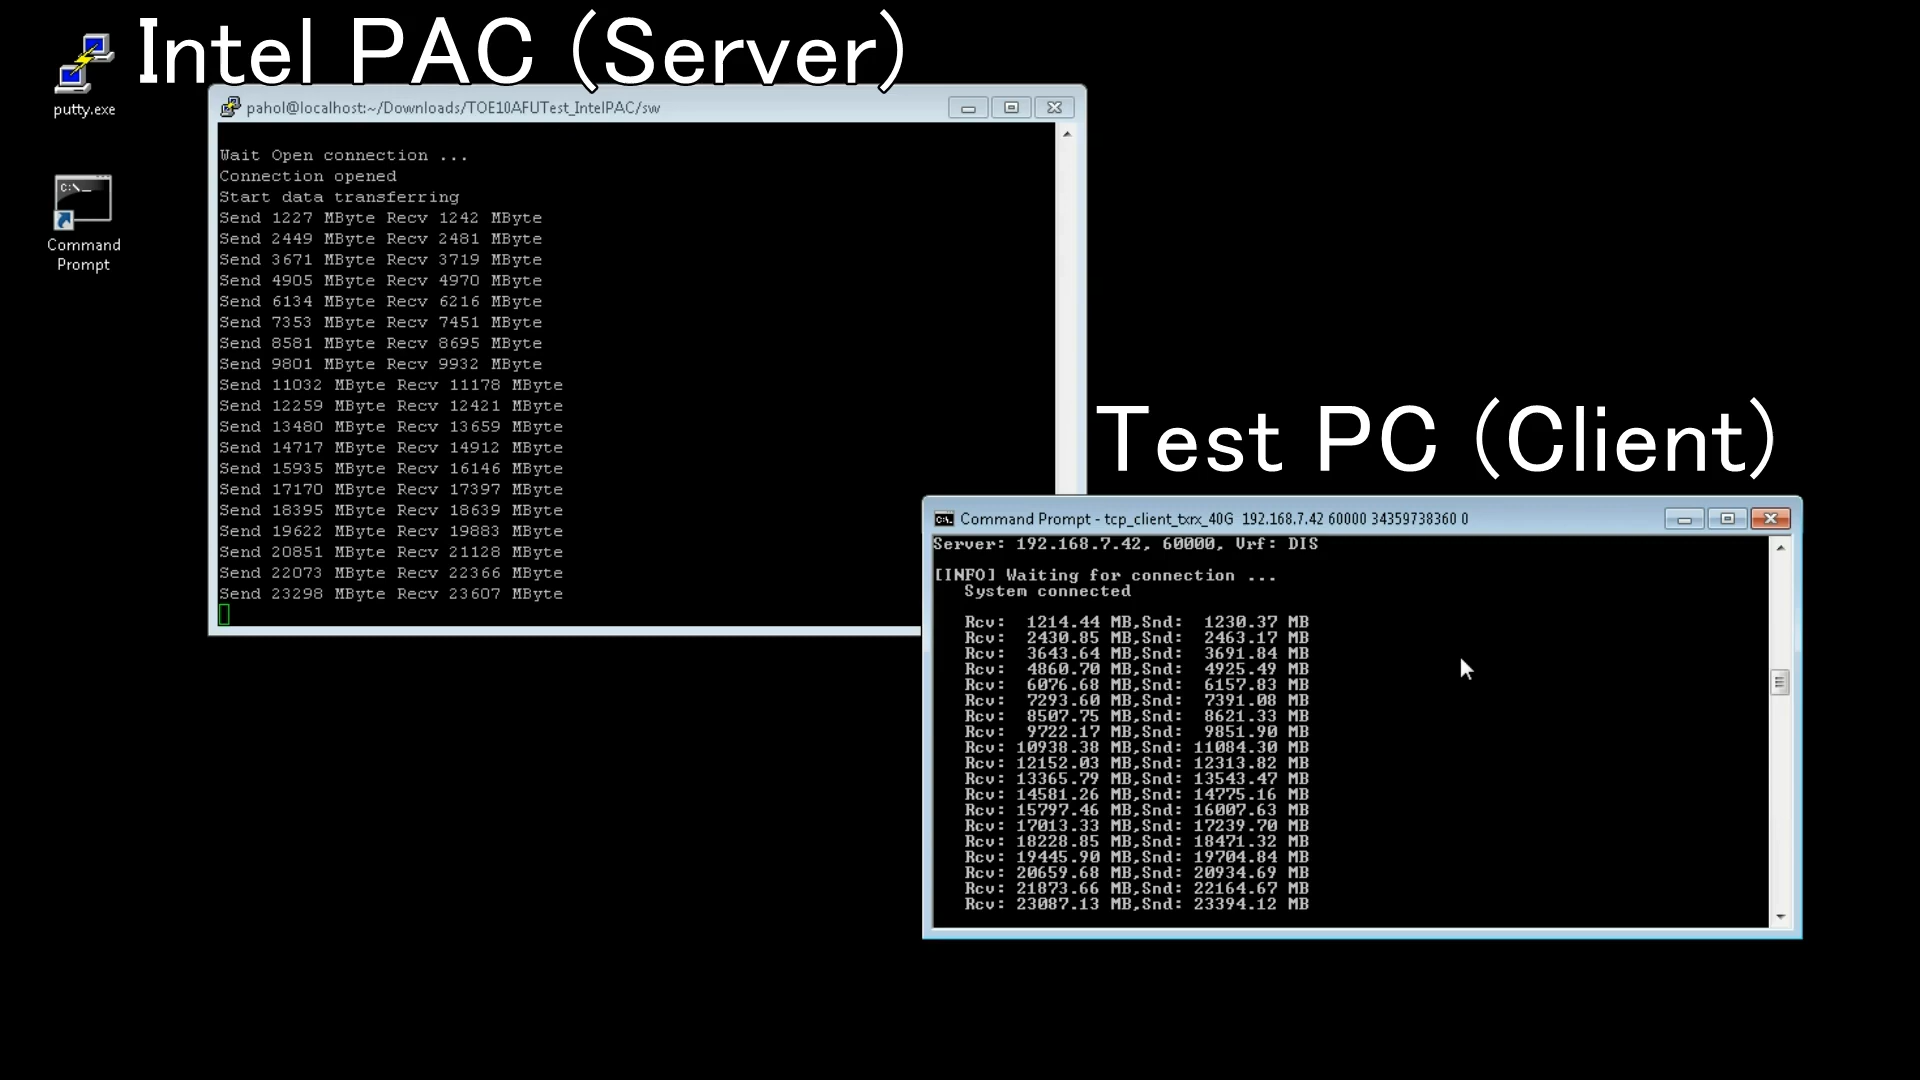 Intel PAC (Server)
putty.exe
Command
Prompt
pahol@localhost:~/Downloads/TOE10AFUTest_IntelPAC/sw
Wait Open connection ...
Connection opened
Start data transferring
Send 1227 MByte Recv 1242 MByte
Send 2449 MByte Recv 2481 MByte
Send 3671 MByte Recv 3719 MByte
Send 4905 MByte Recv 4970 MByte
Send 6134 MByte Recv 6216 MByte
Send 7353 MByte Recv 7451 MByte
Send 8581 MByte Recv 8695 MByte
Send 9801 MByte Recv 9932 MByte
Send 11032 MByte Recv 11178 MByte
Send 12259 MByte Recv 12421 MByte
Send 13480 MByte Recv 13659 MByte
Send 14717 MByte Recv 14912 MByte
Send 15935 MByte Recv 16146 MByte
Send 17170 MByte Recv 17397 MByte
Send 18395 MByte Recv 18639 MByte
Send 19622 MByte Recv 19883 MByte
Send 20851 MByte Recv 21128 MByte
Send 22073 MByte Recv 22366 MByte
Send 23298 MByte Recv 23607 MByte
Test PC (Client)
Command Prompt - tcp_client_txrx_40G 192.168.7.42 60000 34359738360 0
Server: 192.168.7.42, 60000, Vrf: DIS
[INFO] Waiting for connection ...
System connected
Rcv: 1214.44 MB,Snd: 1230.37 MB
Rcv: 2430.85 MB,Snd: 2463.17 MB
Rcv: 3643.64 MB,Snd: 3691.84 MB
Rcv: 4860.70 MB,Snd: 4925.49 MB
Rcv: 6076.68 MB,Snd: 6157.83 MB
Rcv: 7293.60 MB,Snd: 7391.08 MB
Rcv: 8507.75 MB,Snd: 8621.33 MB
Rcv: 9722.17 MB,Snd: 9851.90 MB
Rcv: 10938.38 MB,Snd: 11084.30 MB
Rcv: 12152.03 MB,Snd: 12313.82 MB
Rcv: 13365.79 MB,Snd: 13543.47 MB
Rcv: 14581.26 MB,Snd: 14775.16 MB
Rcv: 15797.46 MB,Snd: 16007.63 MB
Rcv: 17013.33 MB,Snd: 17239.70 MB
Rcv: 18228.85 MB,Snd: 18471.32 MB
Rcv: 19445.90 MB,Snd: 19704.84 MB
Rcv: 20659.68 MB,Snd: 20934.69 MB
Rcv: 21873.66 MB,Snd: 22164.67 MB
Rcv: 23087.13 MB,Snd: 23394.12 MB